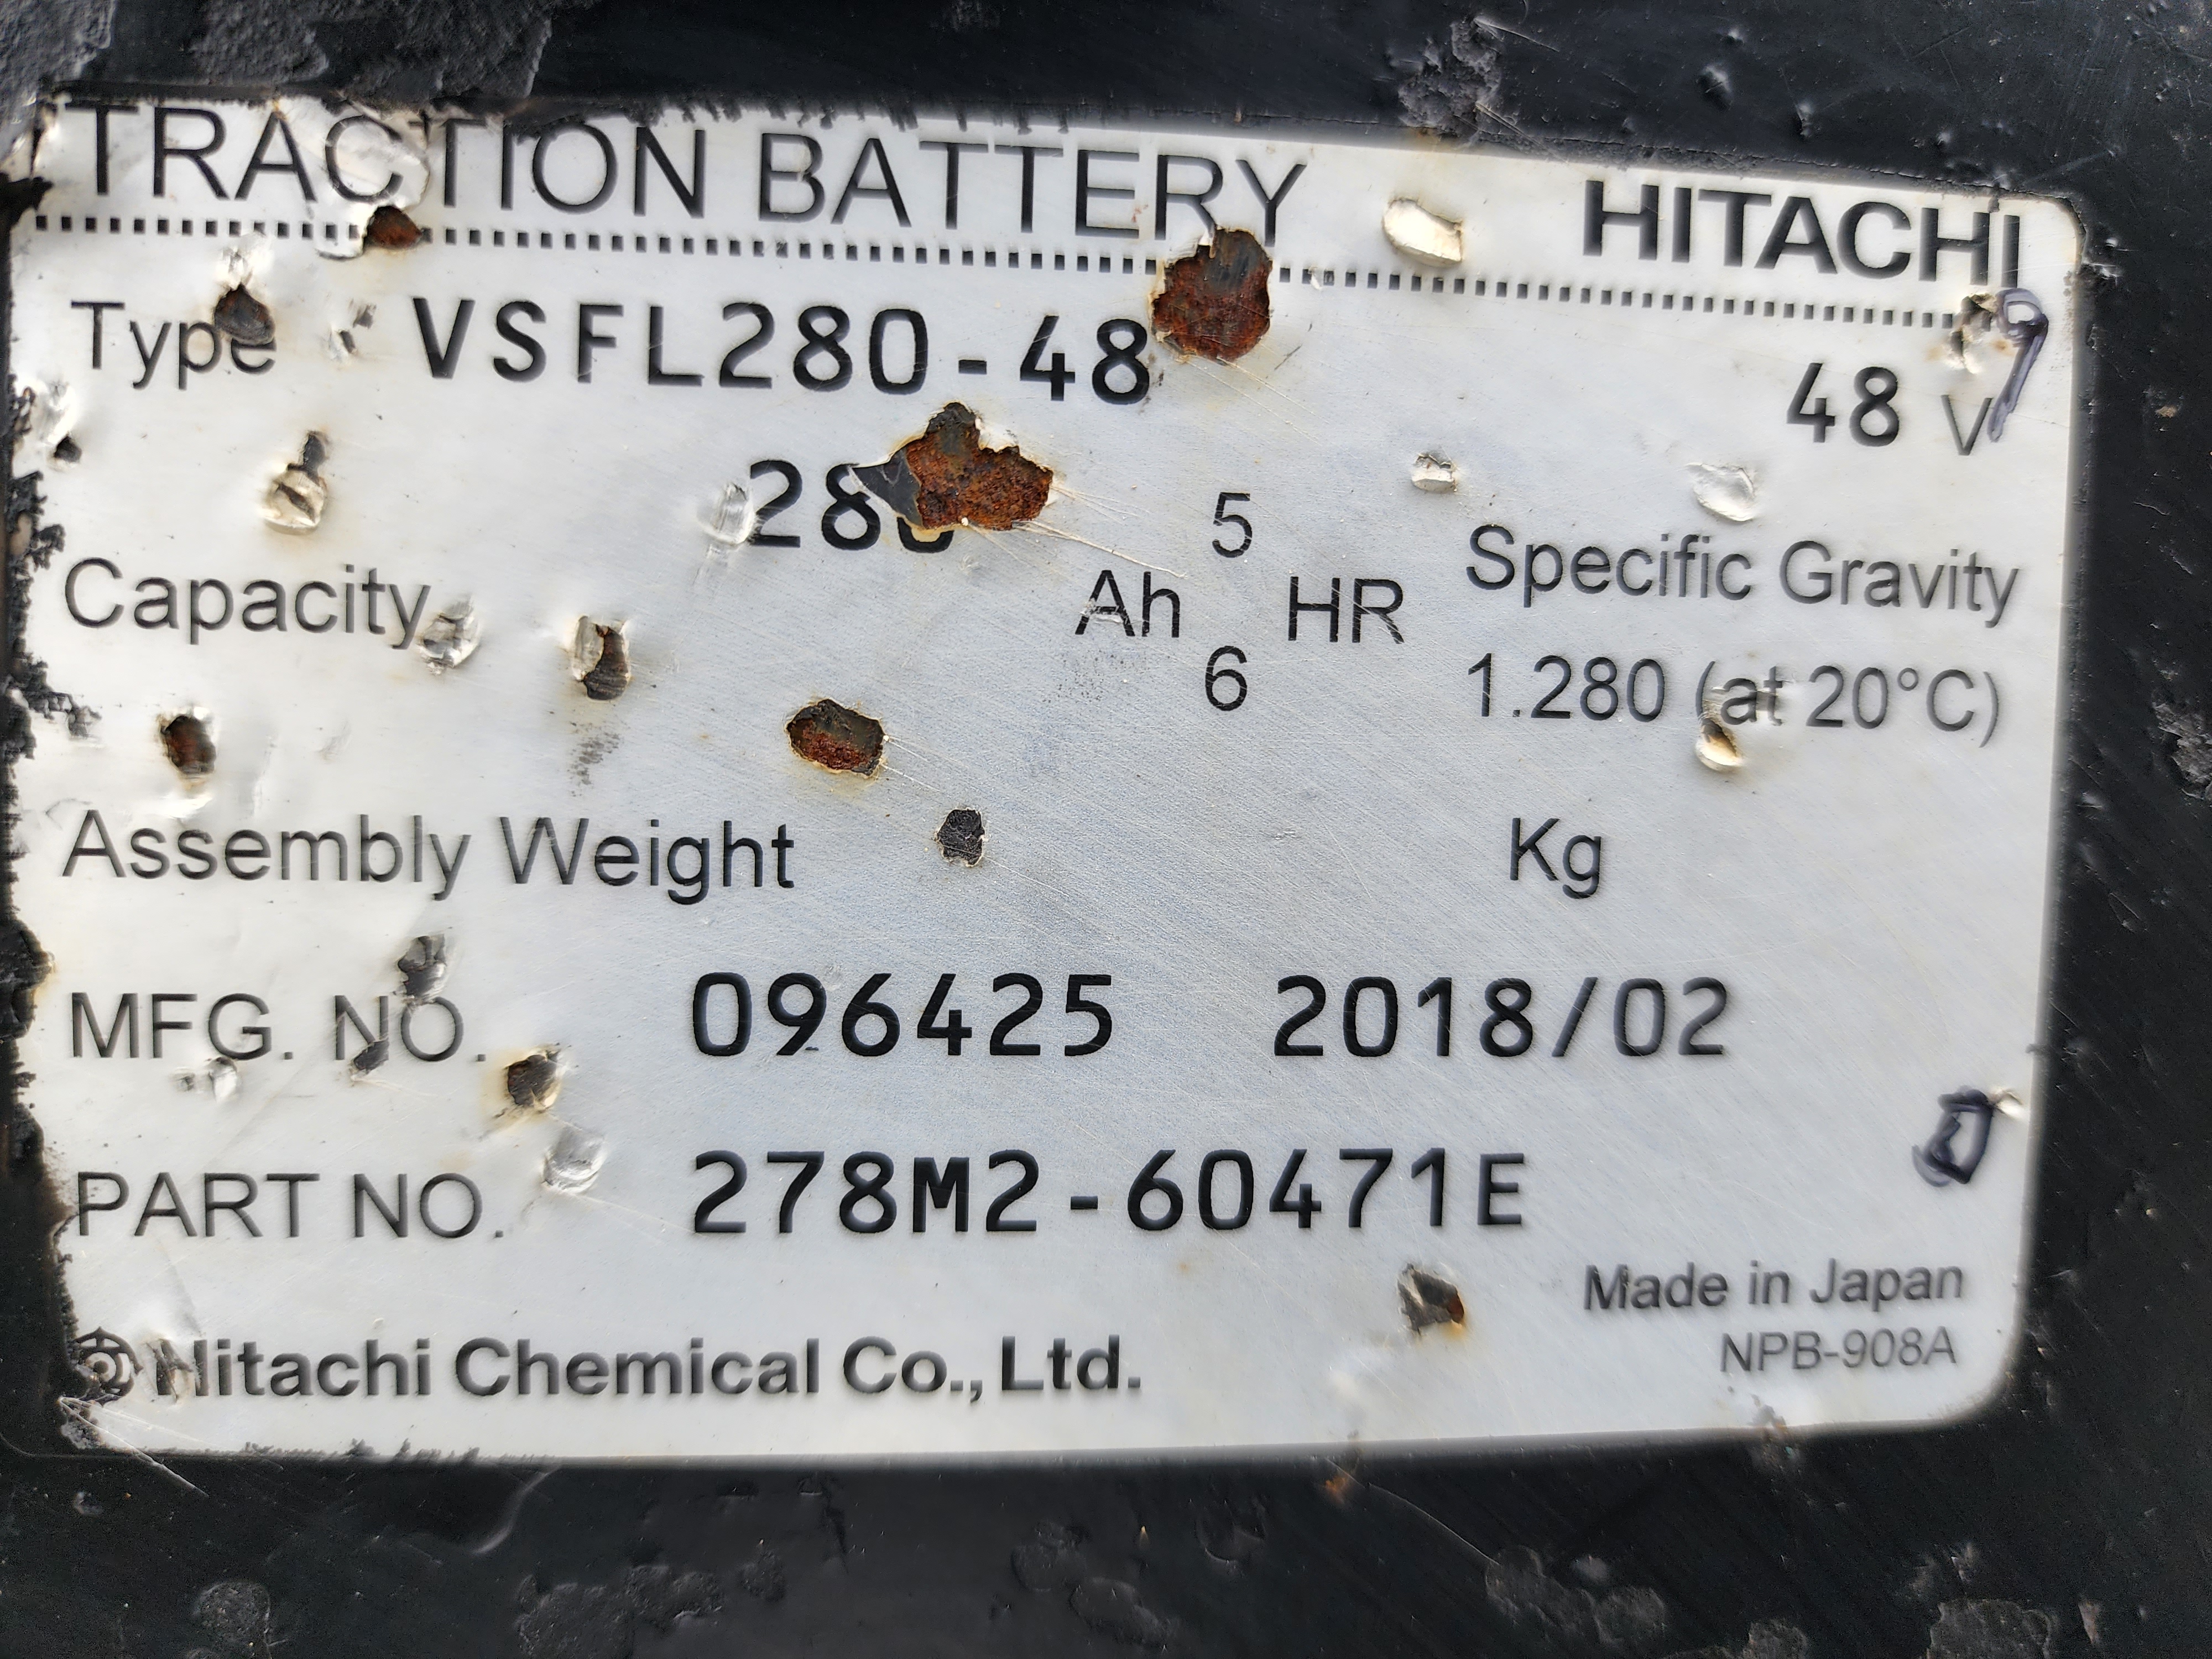 TRACTION BATTERY HITACHI
Type VSFL280-48 48 V
Capacity 280 Ah 5 HR
6
Specific Gravity
1.280 (at 20°C)
Assembly Weight Kg
MFG. NO. 096425 2018/02
PART NO. 278M2-60471E
Made in Japan
NPB-908A
Hitachi Chemical Co., Ltd.